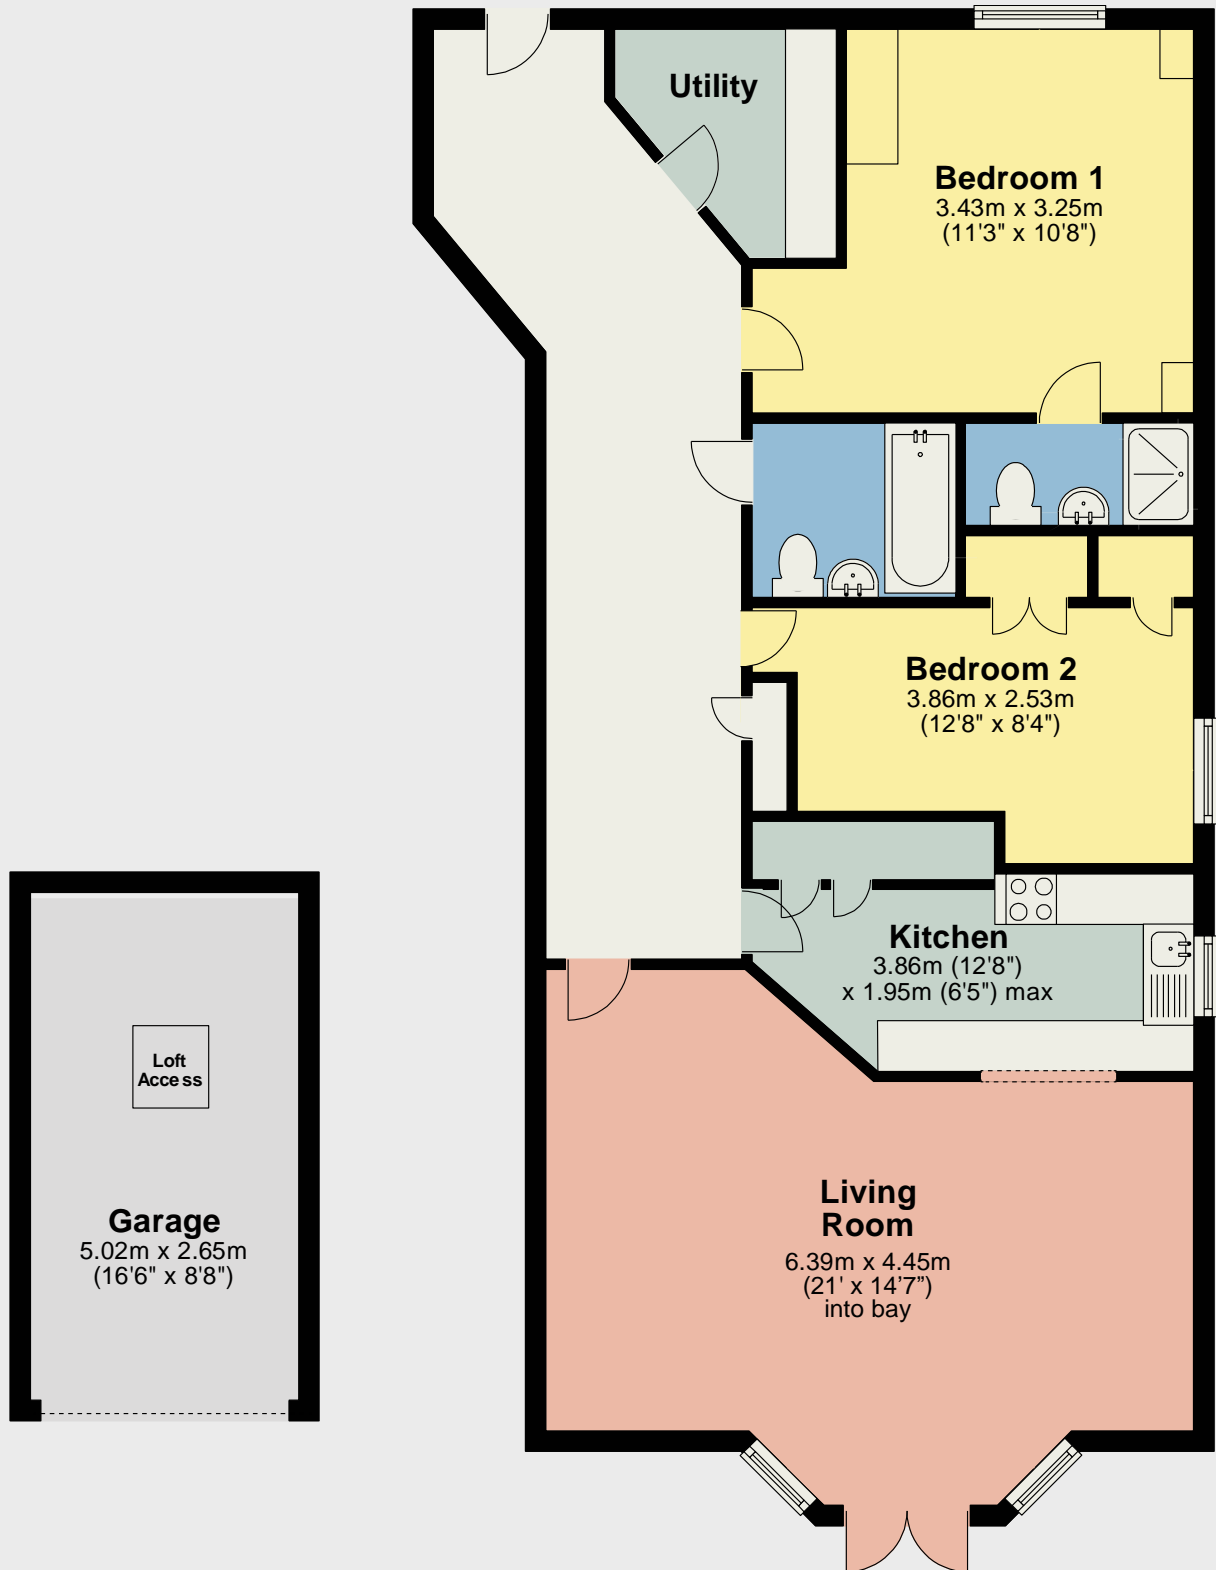 Utility
Bedroom 1
3.43m x 3.25m
(11'3" x 10'8")
Bedroom 2
3.86m x 2.53m
(12'8" x 8'4")
Kitchen
3.86m (12'8")
x 1.95m (6'5") max
Loft
Access
Garage
5.02m x 2.65m
(16'6" x 8'8")
Living
Room
6.39m x 4.45m
(21' x 14'7”)
into bay